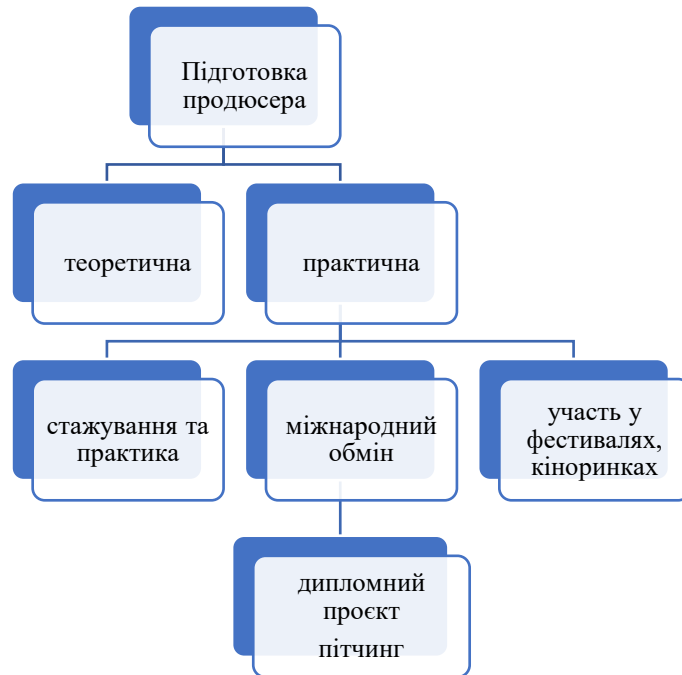 Підготовка
продюсера
теоретична
практична
стажування та
практика
міжнародний
обмін
участь у
фестивалях,
кіноринках
дипломний
проєкт
пітчинг